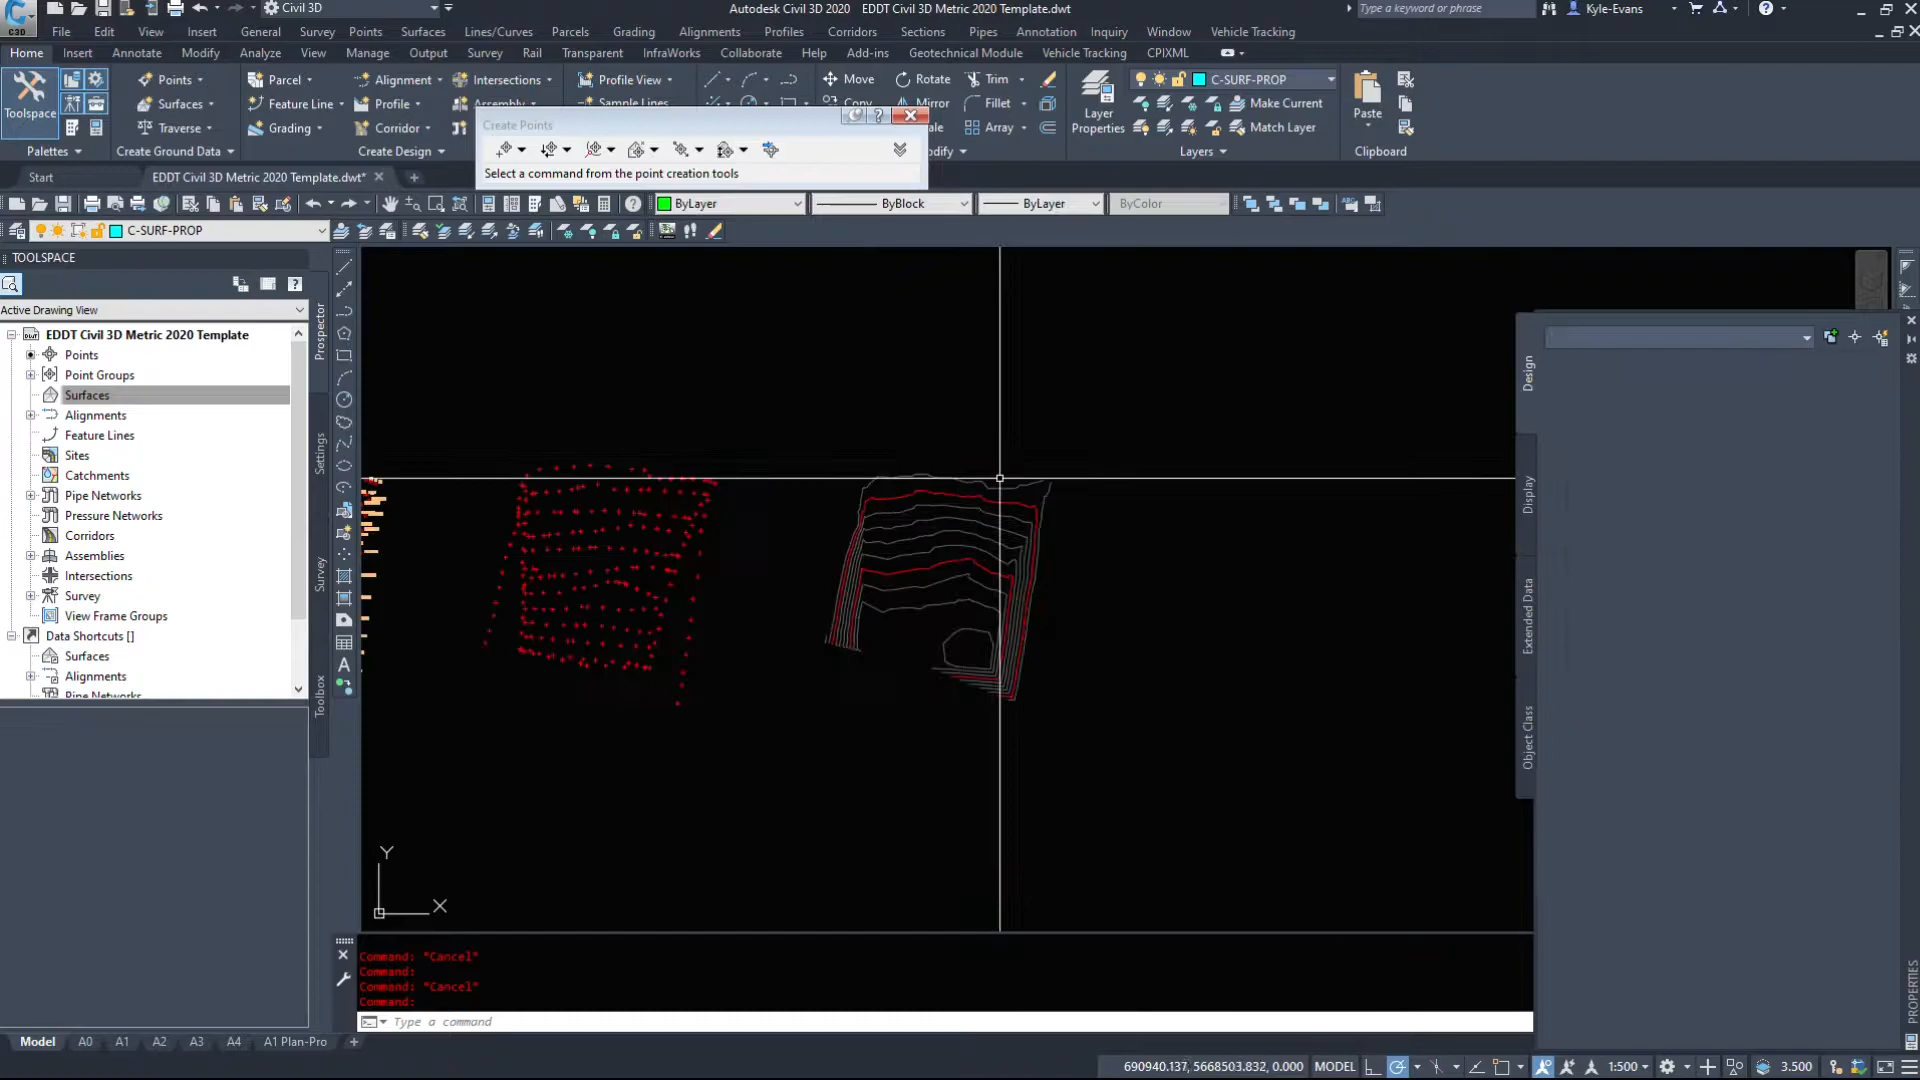 Civil 3D
Autodesk Civil 3D 2020 EDDT Civil 3D Metric 2020 Template.dwt
Type a keyword or phrase
Kyle-Evans
C3D
File Edit View Insert General Survey Points Surfaces Lines/Curves Parcels Grading Alignments Profiles Corridors Sections Pipes Annotation Inquiry Window Vehicle Tracking
Home Insert Annotate Modify Analyze View Manage Output Survey Rail Transparent InfraWorks Collaborate Help Add-ins Geotechnical Module Vehicle Tracking CPIXML
Points Parcel Alignment Intersections Profile View Move Rotate Trim C-SURF-PROP
Toolspace Surfaces Feature Line Profile Assembly Sample Lines Copy Mirror Fillet Make Current
Traverse Grading Corridor Array Layer Properties Match Layer Paste
Palettes Create Ground Data Create Design Layers Clipboard
Create Points
Select a command from the point creation tools
Start EDDT Civil 3D Metric 2020 Template.dwt*
ByLayer ByBlock ByLayer ByColor
C-SURF-PROP
TOOLSPACE
Active Drawing View
EDDT Civil 3D Metric 2020 Template
Points
Point Groups
Surfaces
Alignments
Feature Lines
Sites
Catchments
Pipe Networks
Pressure Networks
Corridors
Assemblies
Intersections
Survey
View Frame Groups
Data Shortcuts []
Surfaces
Alignments
Pipe Networks
Prospector
Settings
Survey
Toolbox
Design
Display
Extended Data
Object Class
PROPERTIES
Y
X
Command: *Cancel*
Command:
Command: *Cancel*
Command:
Type a command
Model A0 A1 A2 A3 A4 A1 Plan-Pro
690940.137, 5668503.832, 0.000 MODEL 1:500 3.500